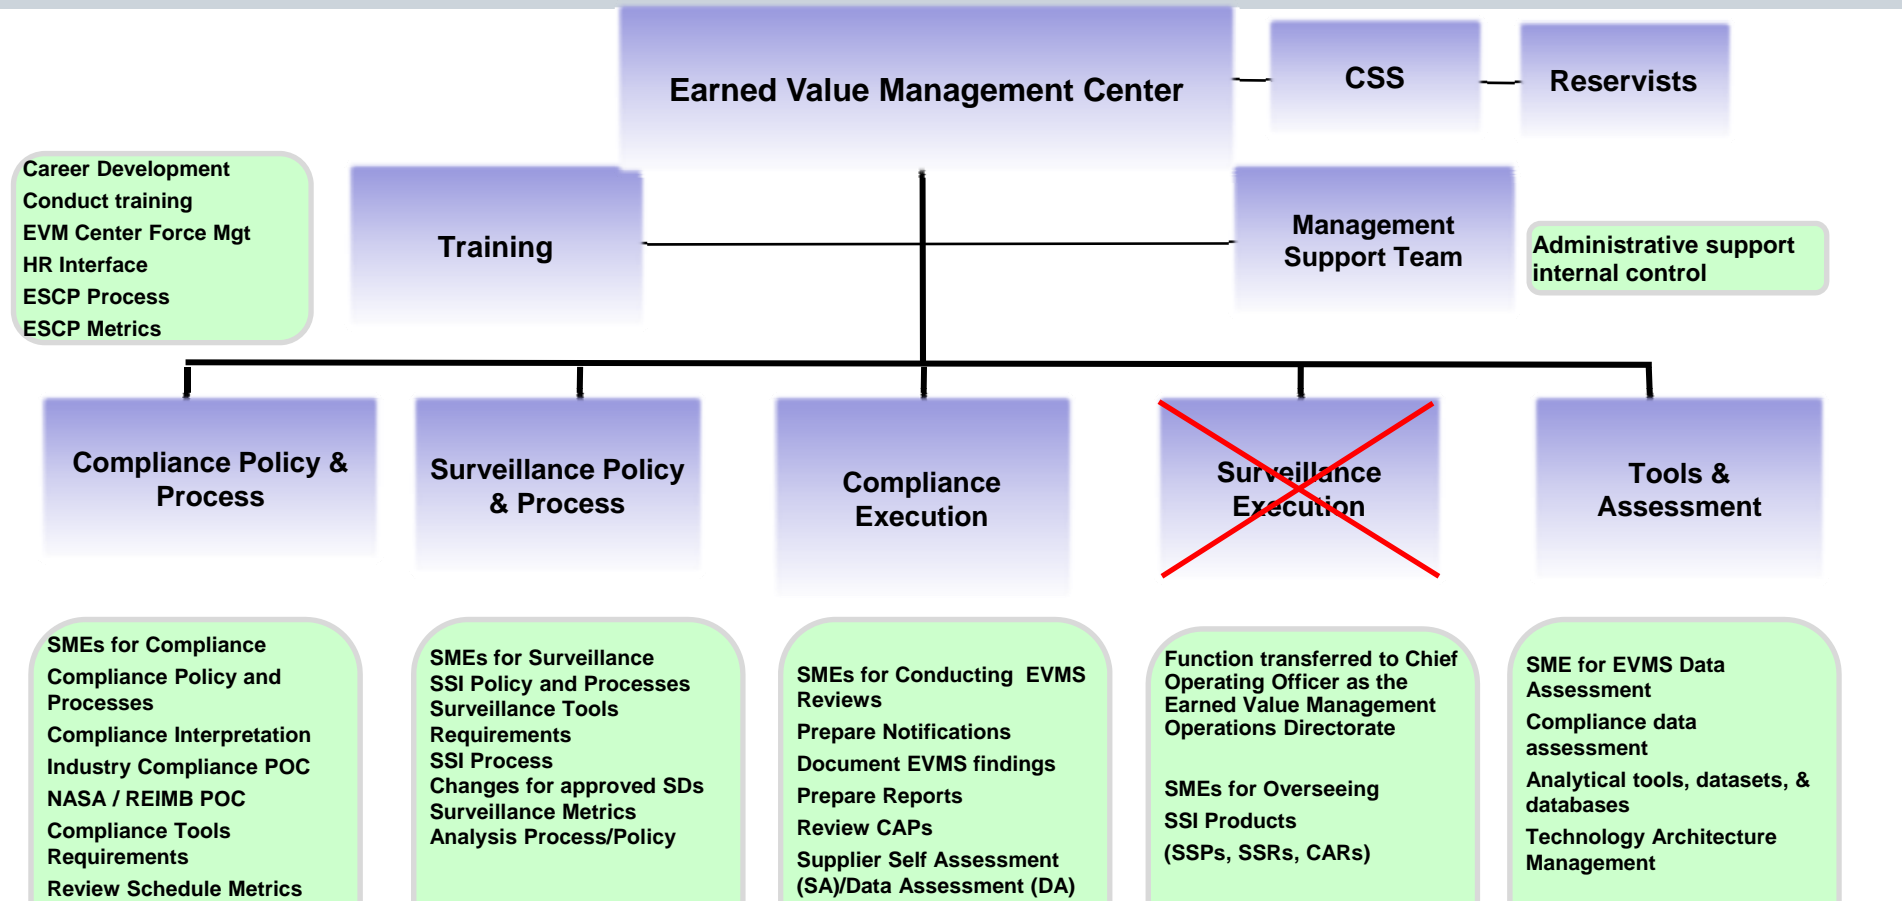 Earned Value Management Center
CSS
Reservists
Career Development
Conduct training
EVM Center Force Mgt
HR Interface
ESCP Process
ESCP Metrics
Training
Management
Support Team
Administrative support
internal control
Compliance Policy &
Process
Surveillance Policy
& Process
Compliance
Execution
Surveillance
Execution
Tools &
Assessment
SMEs for Compliance
Compliance Policy and
Processes
Compliance Interpretation
Industry Compliance POC
NASA / REIMB POC
Compliance Tools
Requirements
Review Schedule Metrics
SMEs for Surveillance
SSI Policy and Processes
Surveillance Tools
Requirements
SSI Process
Changes for approved SDs
Surveillance Metrics
Analysis Process/Policy
SMEs for Conducting EVMS
Reviews
Prepare Notifications
Document EVMS findings
Prepare Reports
Review CAPs
Supplier Self Assessment
(SA)/Data Assessment (DA)
Function transferred to Chief
Operating Officer as the
Earned Value Management
Operations Directorate
SMEs for Overseeing
SSI Products
(SSPs, SSRs, CARs)
SME for EVMS Data
Assessment
Compliance data
assessment
Analytical tools, datasets, &
databases
Technology Architecture
Management